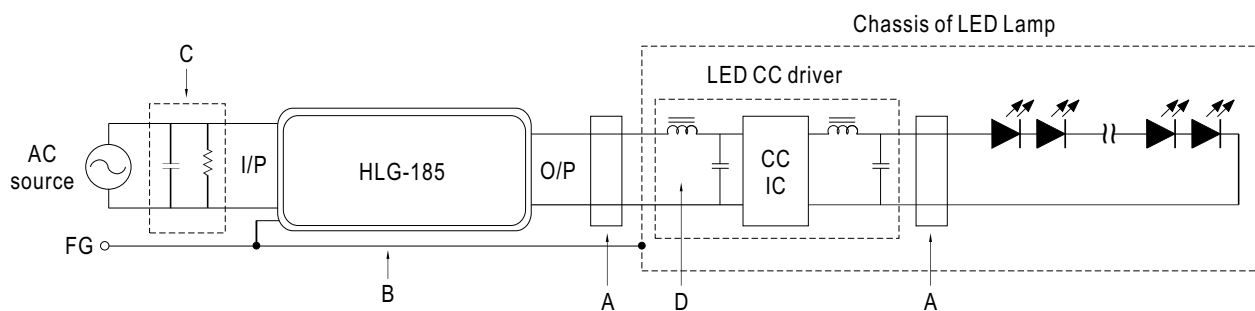 Chassis of LED Lamp
C
LED CC driver
AC
source
I/P
HLG-185
O/P
CC
IC
FG
B
A
D
A